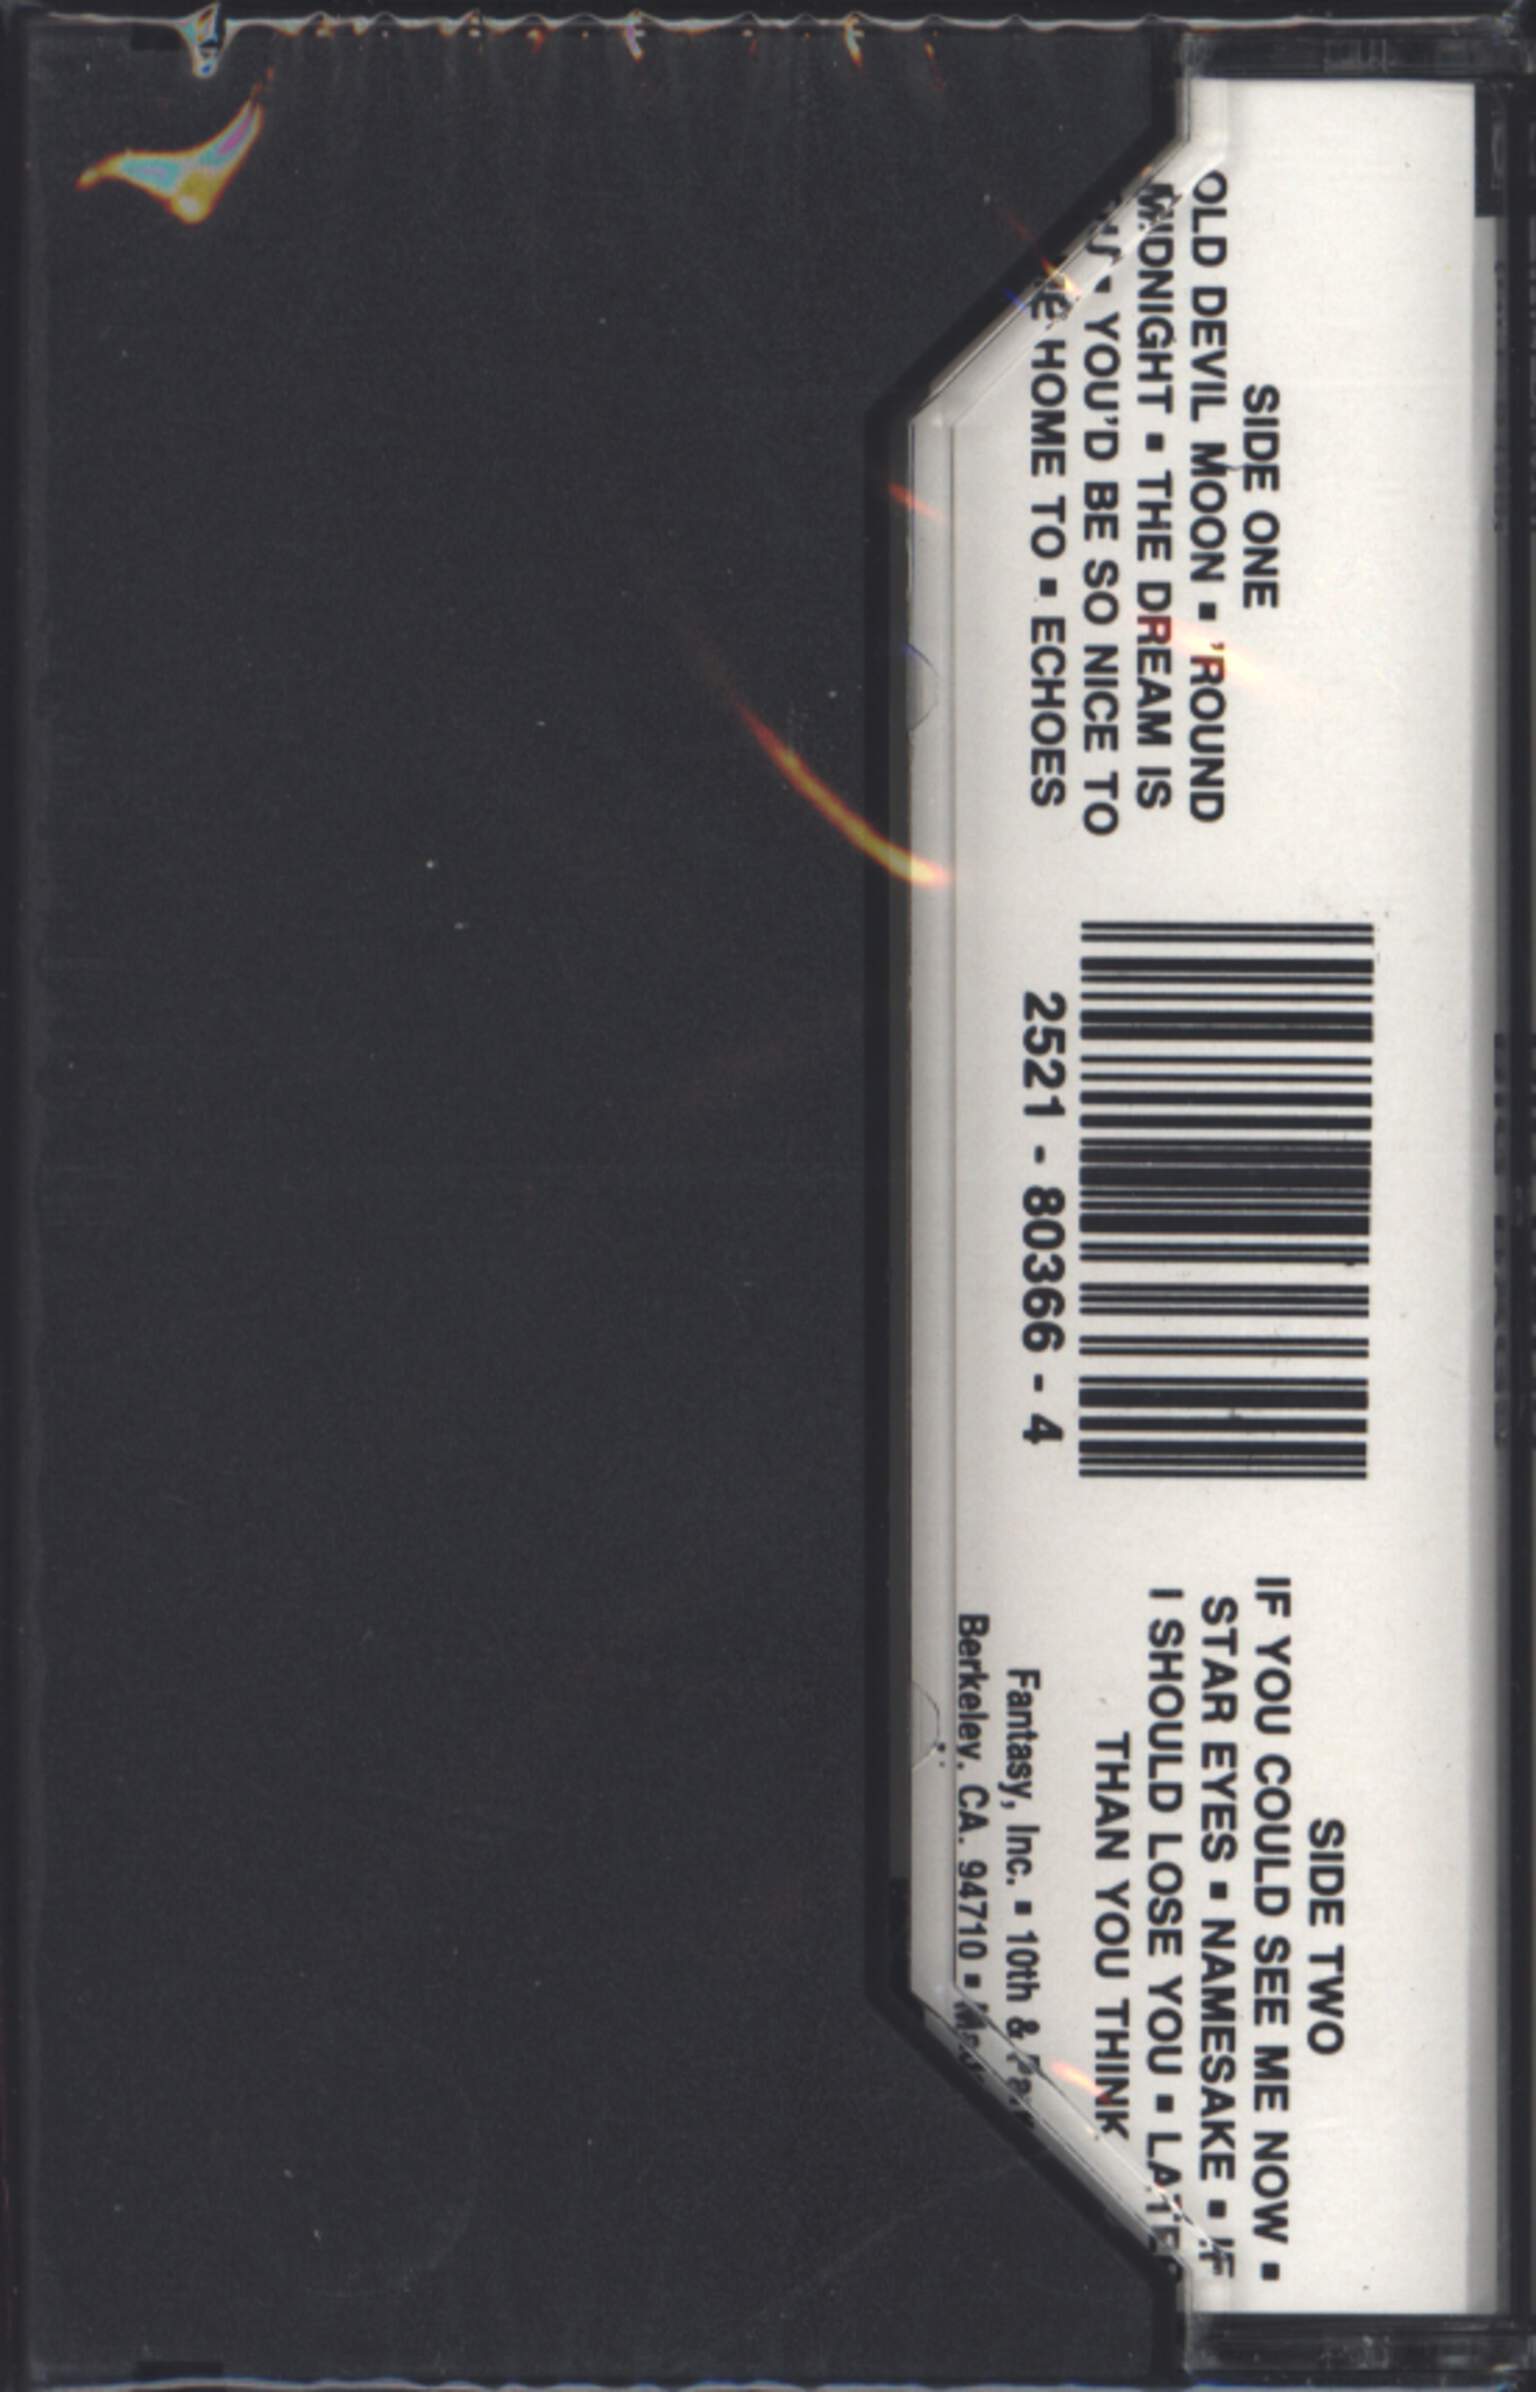 SIDE ONE
OLD DEVIL MOON ▪ 'ROUND
MIDNIGHT ▪ THE DREAM IS
▪ YOU'D BE SO NICE TO
HOME TO ▪ ECHOES
2521 - 80366 - 4
SIDE TWO
IF YOU COULD SEE ME NOW ▪
STAR EYES ▪ NAMESAKE ▪ IF
I SHOULD LOSE YOU ▪ LATER
THAN YOU THINK
Fantasy, Inc. ▪ 10th &
Berkeley, CA. 94710 ▪